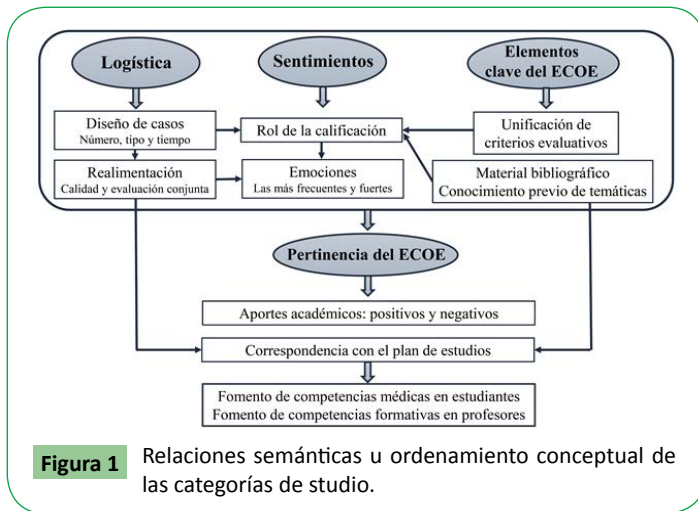 Logística
Sentimientos
Elementos
clave del ECOE
Diseño de casos
Número, tipo y tiempo
Rol de la calificación
Unificación de
criterios evaluativos
Realimentación
Calidad y evaluación conjunta
Emociones
Las más frecuentes y fuertes
Material bibliográfico
Conocimiento previo de temáticas
Pertinencia del ECOE
Aportes académicos: positivos y negativos
Correspondencia con el plan de estudios
Fomento de competencias médicas en estudiantes
Fomento de competencias formativas en profesores
Figura 1 Relaciones semánticas u ordenamiento conceptual de
las categorías de studio.